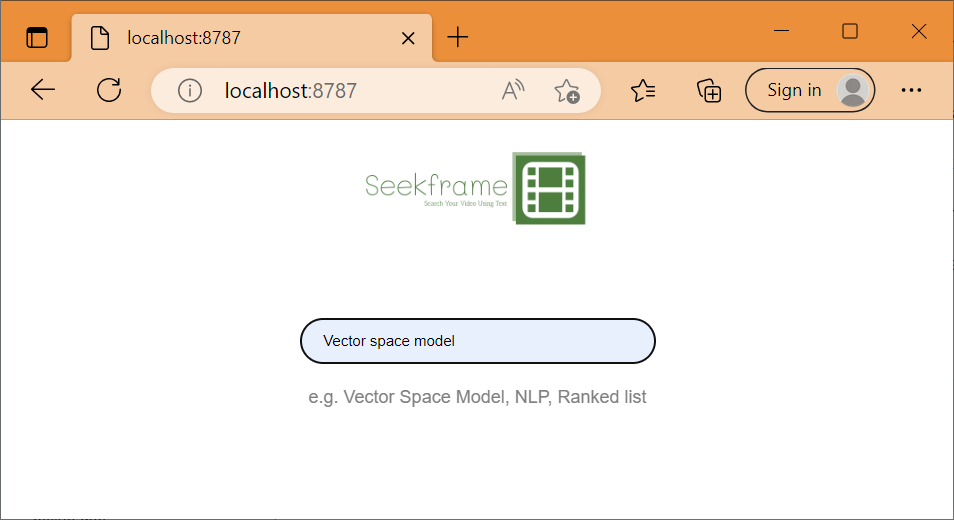 localhost:8787
localhost:8787
Sign in
Seekframe
Search Your Video Using Text
Vector space model
e.g. Vector Space Model, NLP, Ranked list